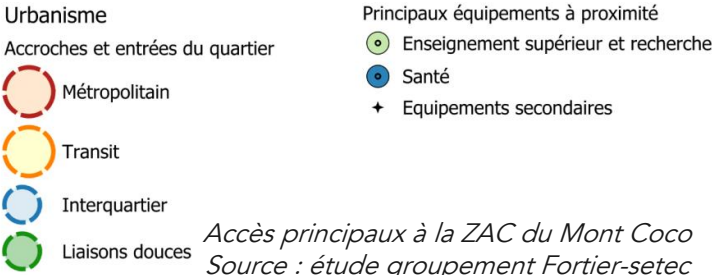 Urbanisme
Accroches et entrées du quartier
Métropolitain
Transit
Interquartier
Liaisons douces
Principaux équipements à proximité
Enseignement supérieur et recherche
Santé
Equipements secondaires
Accès principaux à la ZAC du Mont Coco
Source : étude groupement Fortier-setec